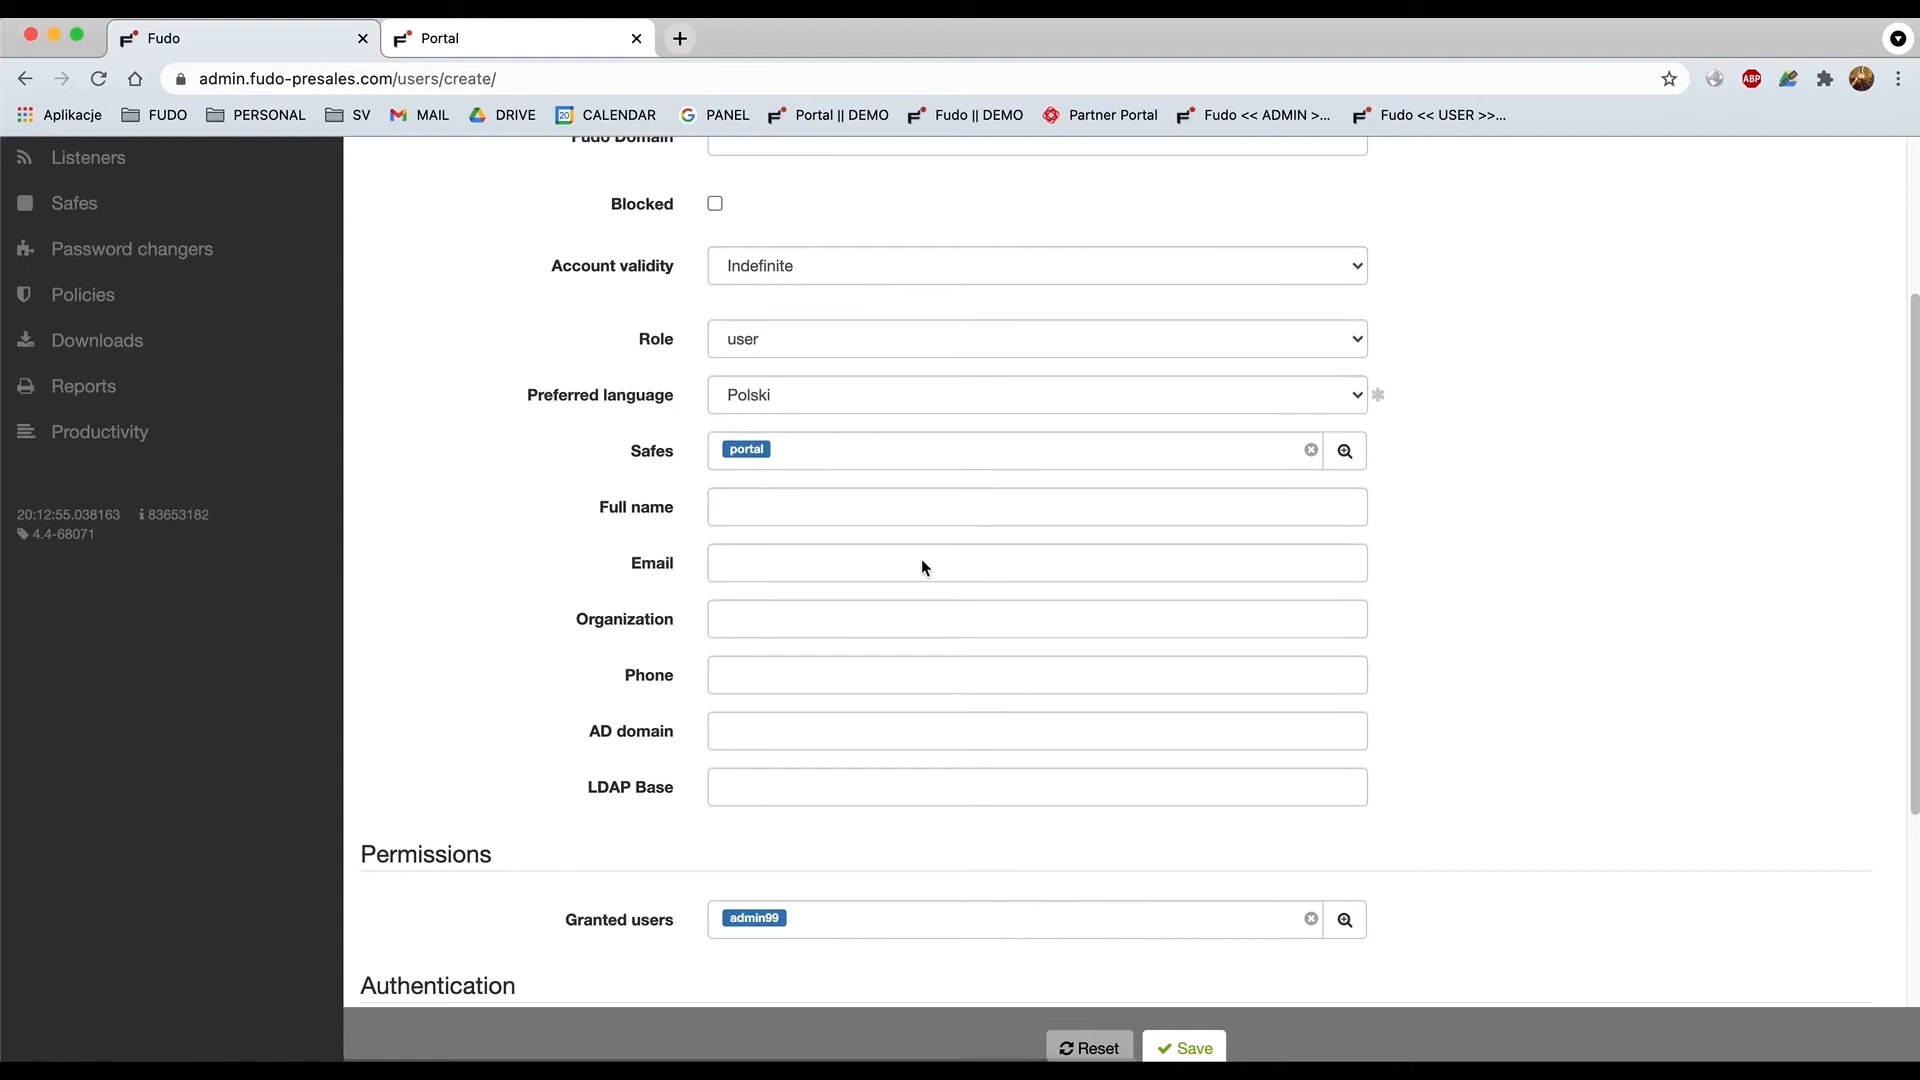 Fudo
Portal
admin.fudo-presales.com/users/create/
ABP
Aplikacje
FUDO
PERSONAL
SV
MAIL
DRIVE
20
CALENDAR
PANEL
Portal || DEMO
Fudo || DEMO
Partner Portal
Fudo << ADMIN >...
Fudo << USER >>...
Listeners
Safes
Password changers
Policies
Downloads
Reports
Productivity
20:12:55.038163 83653182
4.4-68071
Fudo Domain
Blocked
Account validity Indefinite
Role user
Preferred language Polski
Safes portal
Full name
Email
Organization
Phone
AD domain
LDAP Base
Permissions
Granted users admin99
Authentication
Reset
Save